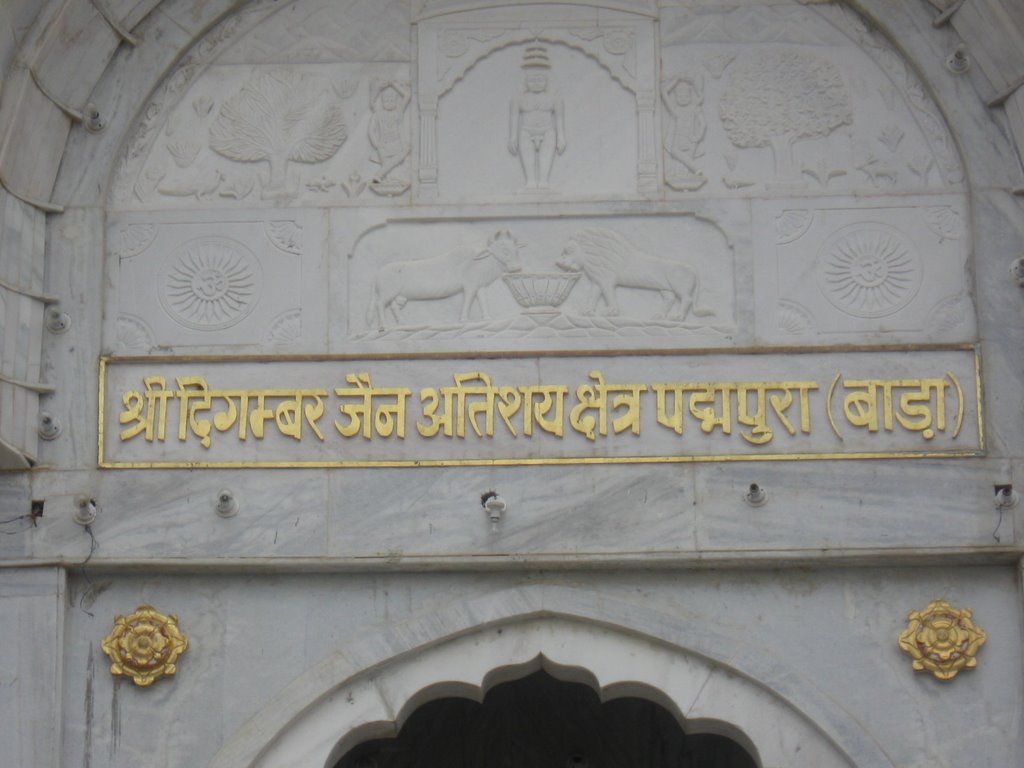 श्री दिगम्बर जैन अतिशय क्षेत्र पद्मपुरा (बाड़ा)